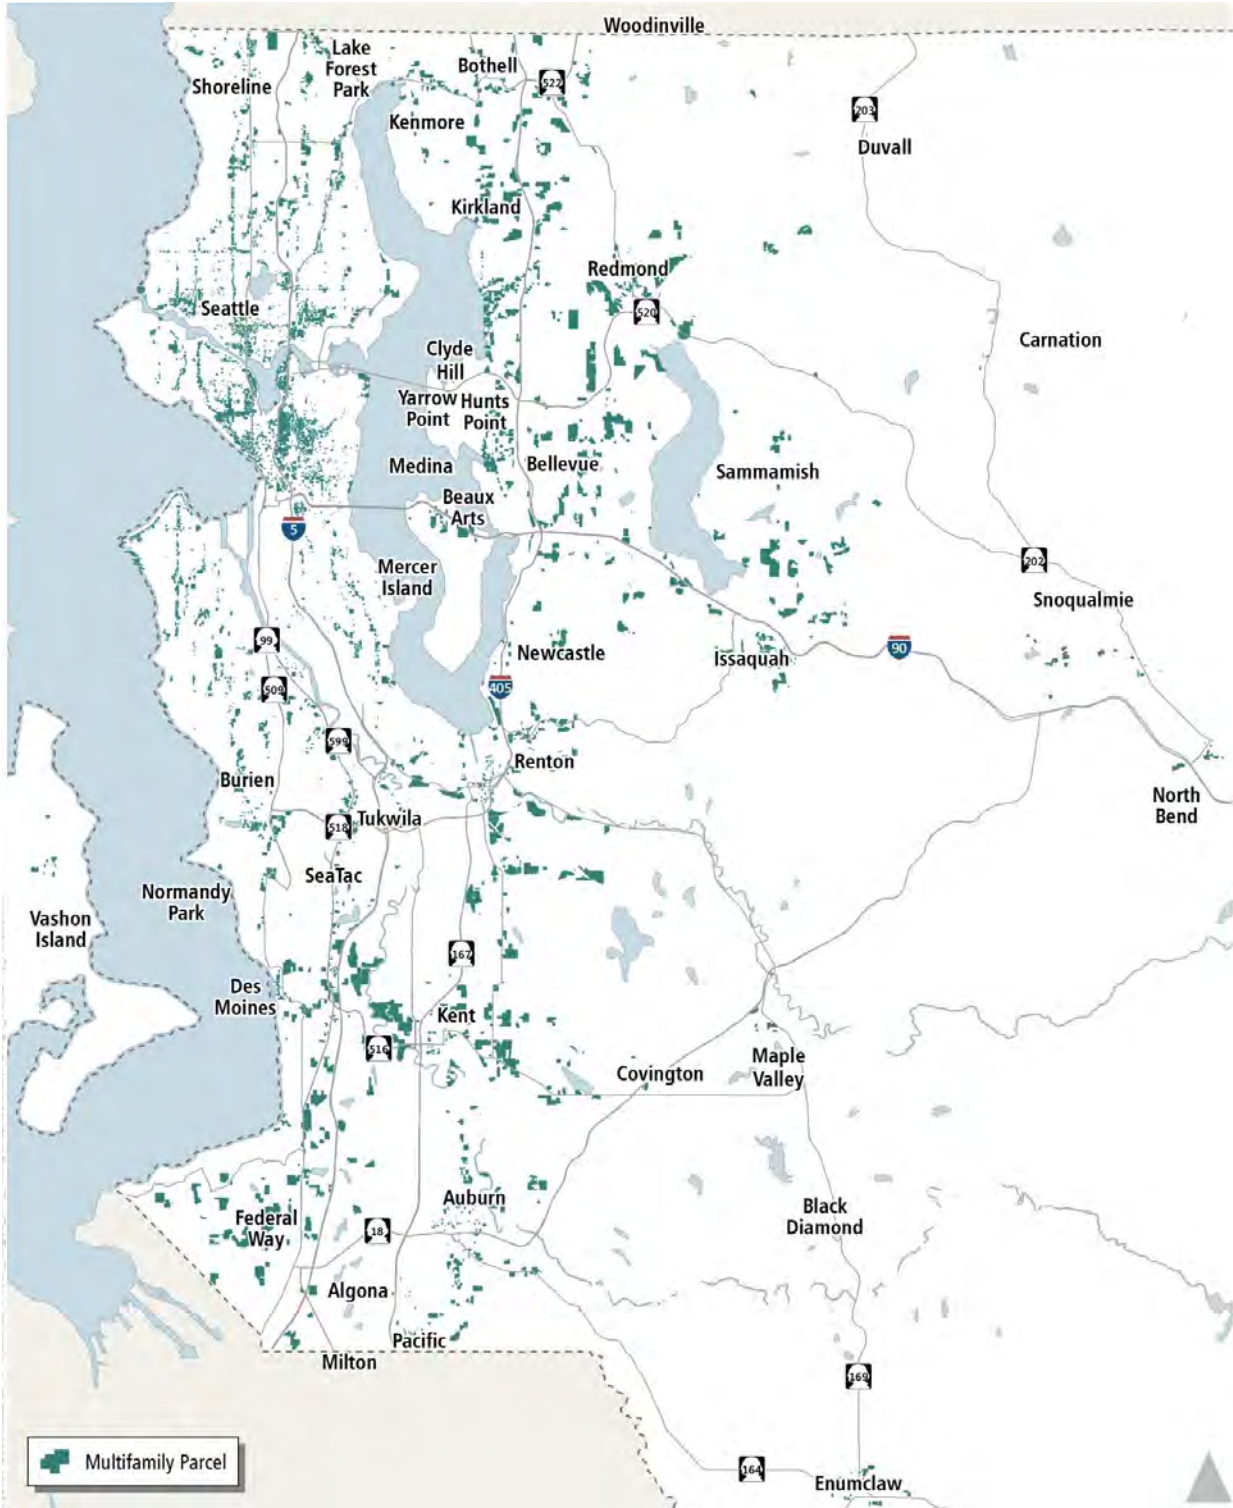 Woodinville
Lake
Forest
Park
Bothell
Shoreline
522
203
Kenmore
Duvall
Kirkland
Redmond
Seattle
520
Carnation
Clyde
Hill
Yarrow
Point
Hunts
Point
Medina
Bellevue
Sammamish
Beaux
Arts
5
202
Mercer
Island
Snoqualmie
99
Newcastle
Issaquah
90
405
509
599
Renton
Burien
North
Bend
518
Tukwila
SeaTac
Normandy
Park
Vashon
Island
167
Des
Moines
Kent
516
Maple
Valley
Covington
Auburn
Black
Diamond
Federal
Way
18
Algona
Pacific
Milton
169
Multifamily Parcel
164
Enumclaw